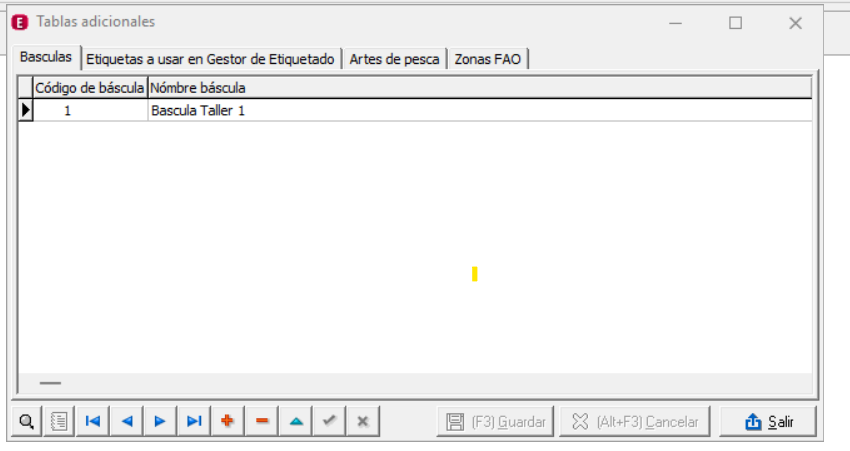 E Tablas adicionales
Basculas Etiquetas a usar en Gestor de Etiquetado Artes de pesca Zonas FAO
Código de báscula Nómbre báscula
1 Bascula Taller 1
(F3) Guardar (Alt+F3) Cancelar Salir